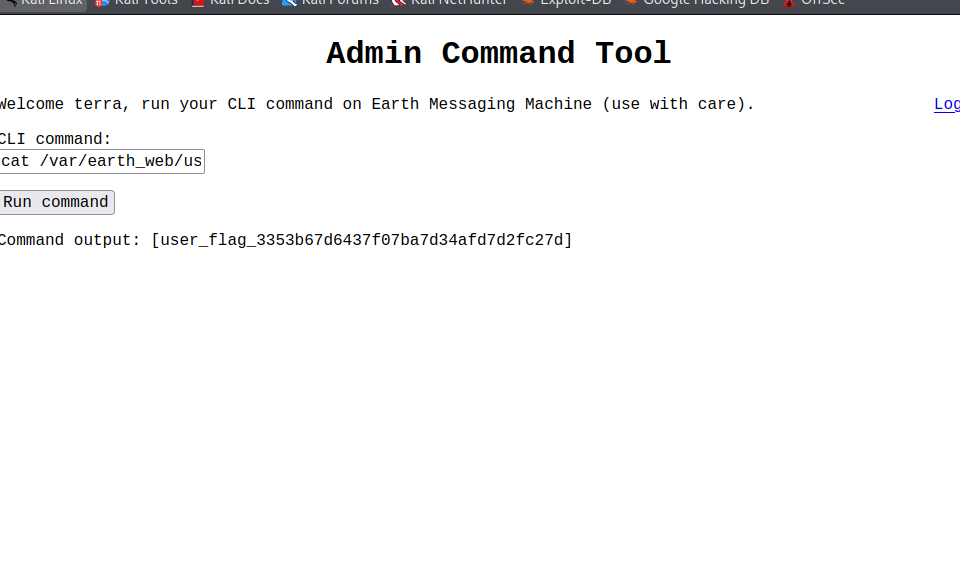 Kali Linux Kali Tools Kali Docs Kali Forums Kali NetHunter Exploit-DB Google Hacking DB OffSec
Admin Command Tool
Welcome terra, run your CLI command on Earth Messaging Machine (use with care). Log
CLI command:
cat /var/earth_web/us
Run command
Command output: [user_flag_3353b67d6437f07ba7d34afd7d2fc27d]